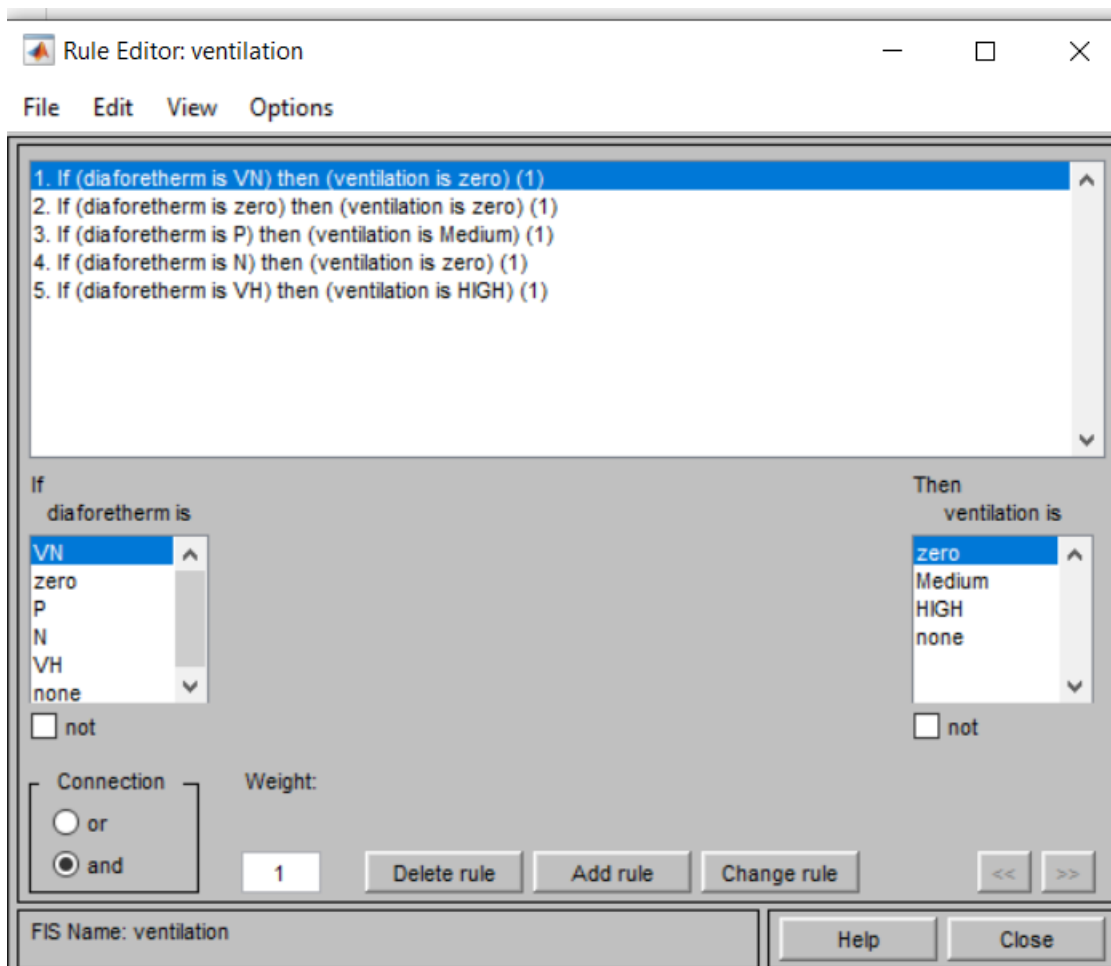 Rule Editor: ventilation
File Edit View Options
1. If (diaforetherm is VN) then (ventilation is zero) (1)
2. If (diaforetherm is zero) then (ventilation is zero) (1)
3. If (diaforetherm is P) then (ventilation is Medium) (1)
4. If (diaforetherm is N) then (ventilation is zero) (1)
5. If (diaforetherm is VH) then (ventilation is HIGH) (1)
If
diaforetherm is
VN
zero
P
N
VH
none
not
Then
ventilation is
zero
Medium
HIGH
none
not
Connection
or
and
Weight:
1
Delete rule
Add rule
Change rule
<<
>>
FIS Name: ventilation
Help
Close